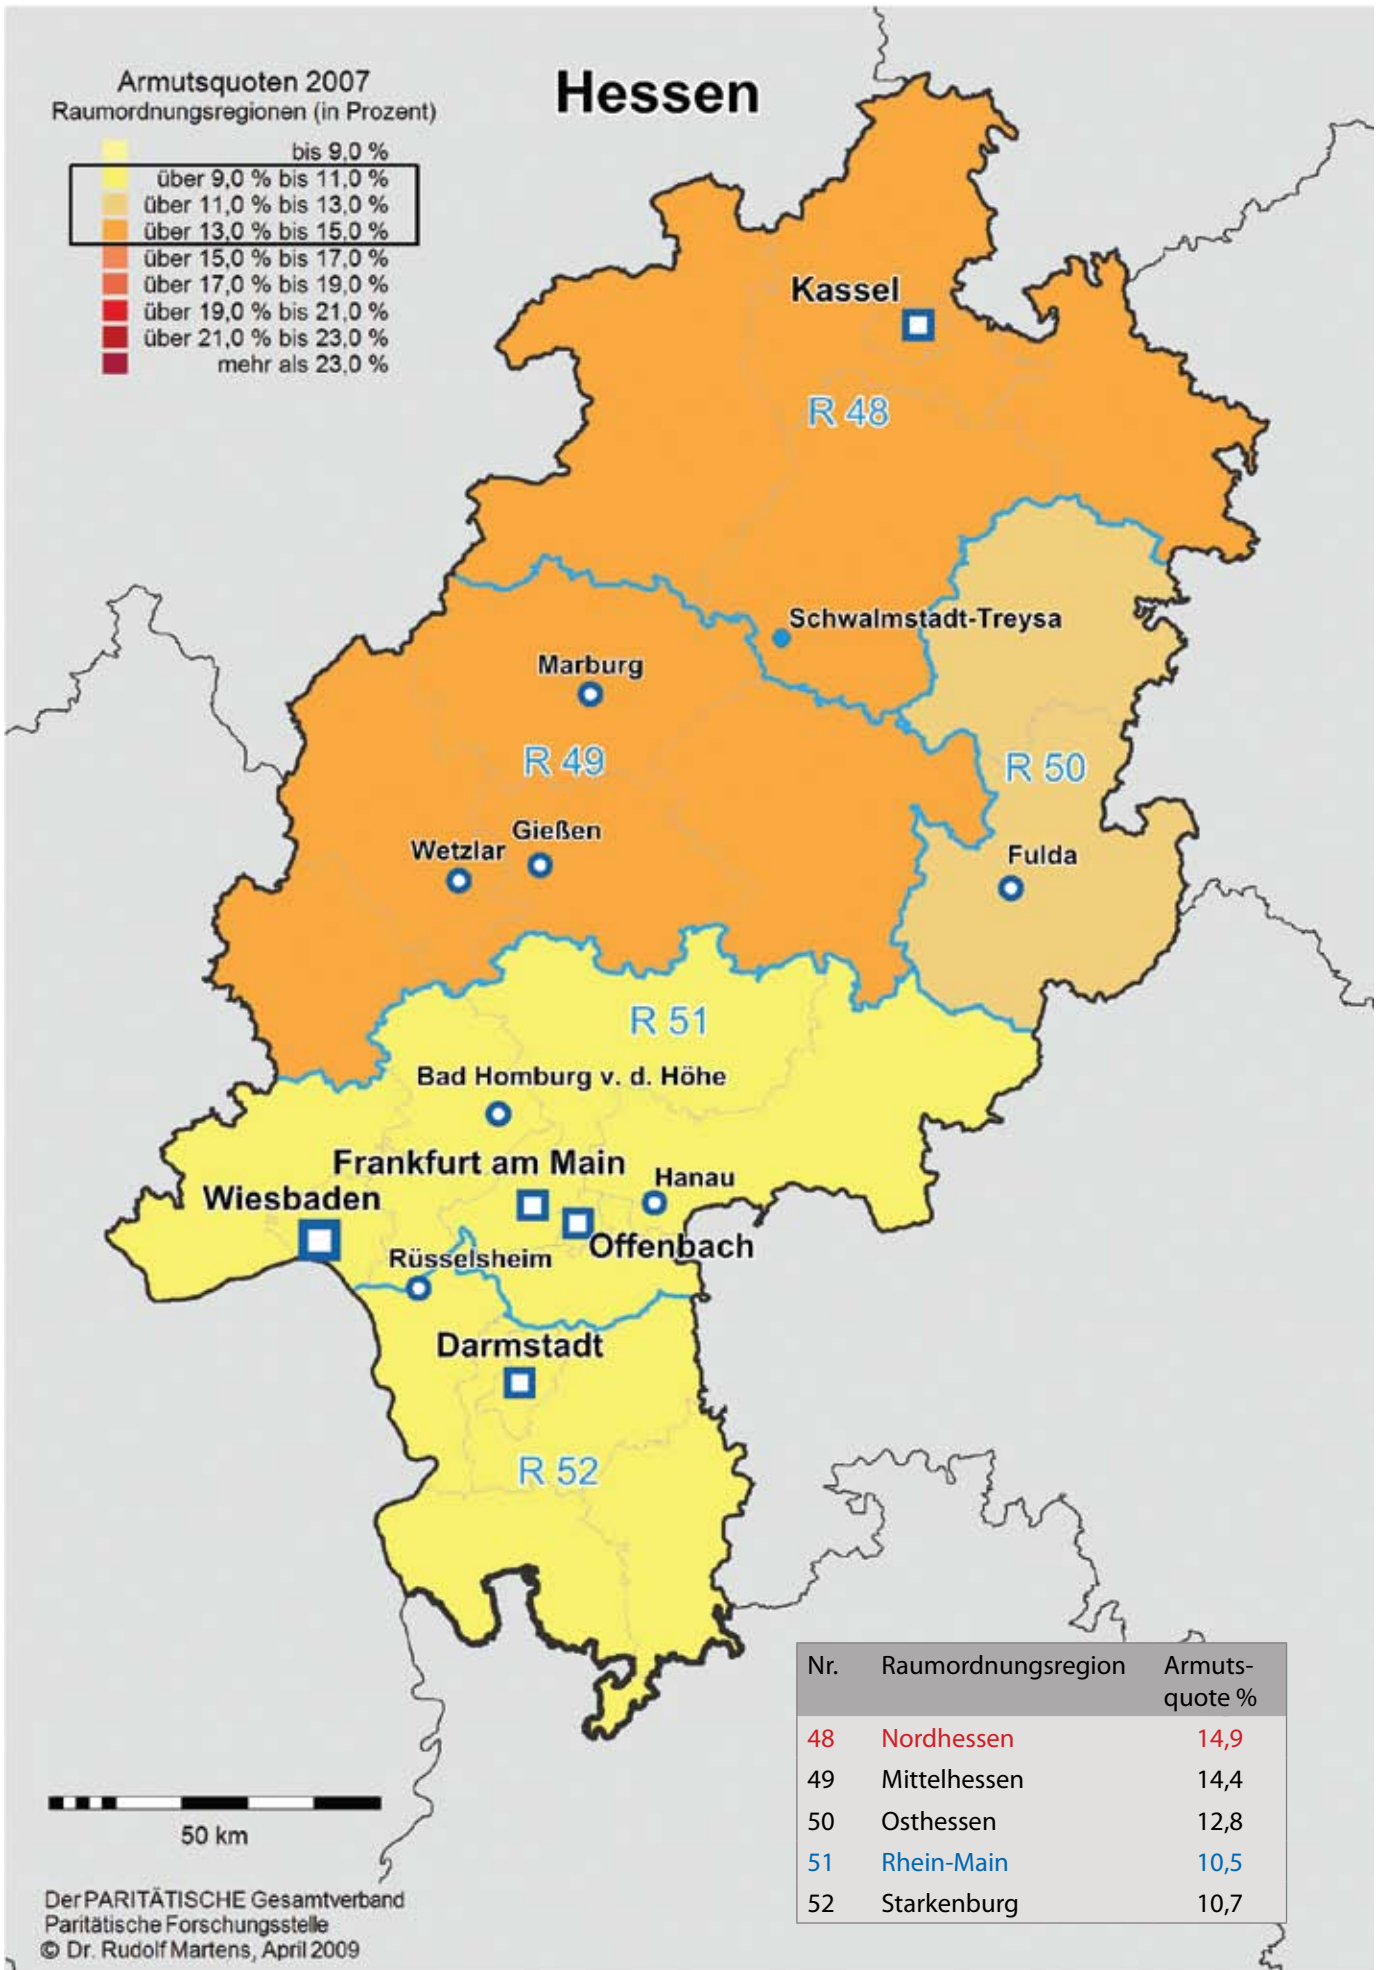 Hessen
Armutsquoten 2007
Raumordnungsregionen (in Prozent)
bis 9,0 %
über 9,0 % bis 11,0 %
über 11,0 % bis 13,0 %
über 13,0 % bis 15,0 %
über 15,0 % bis 17,0 %
über 17,0 % bis 19,0 %
über 19,0 % bis 21,0 %
über 21,0 % bis 23,0 %
mehr als 23,0 %
Kassel
R 48
Schwalmstadt-Treysa
Marburg
R 49
R 50
Gießen
Wetzlar
Fulda
R 51
Bad Homburg v. d. Höhe
Frankfurt am Main
Hanau
Wiesbaden
Offenbach
Rüsselsheim
Darmstadt
R 52
Nr. Raumordnungsregion Armuts-
quote %
48 Nordhessen 14,9
49 Mittelhessen 14,4
50 Osthessen 12,8
51 Rhein-Main 10,5
52 Starkenburg 10,7
50 km
Der PARITÄTISCHE Gesamtverband
Paritätische Forschungsstelle
© Dr. Rudolf Martens, April 2009